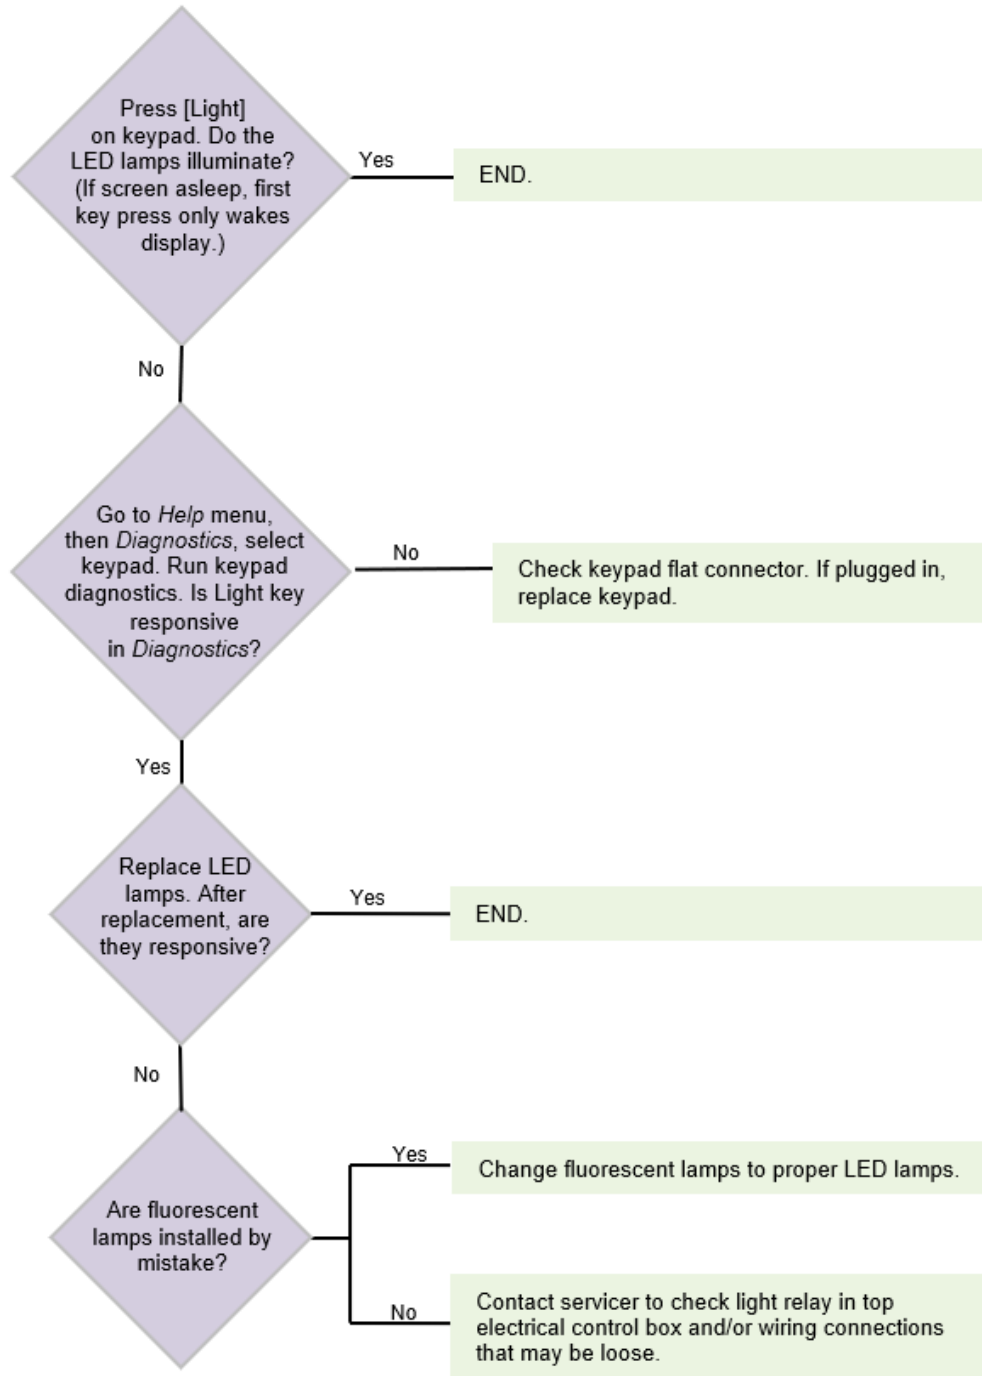 Press [Light]
on keypad. Do the
LED lamps illuminate?
(If screen asleep, first
key press only wakes
display.)
Yes
END.
No
Go to Help menu,
then Diagnostics, select
keypad. Run keypad
diagnostics. Is Light key
responsive
in Diagnostics?
No
Check keypad flat connector. If plugged in,
replace keypad.
Yes
Replace LED
lamps. After
replacement, are
they responsive?
Yes
END.
No
Are fluorescent
lamps installed by
mistake?
Yes
Change fluorescent lamps to proper LED lamps.
No
Contact servicer to check light relay in top
electrical control box and/or wiring connections
that may be loose.